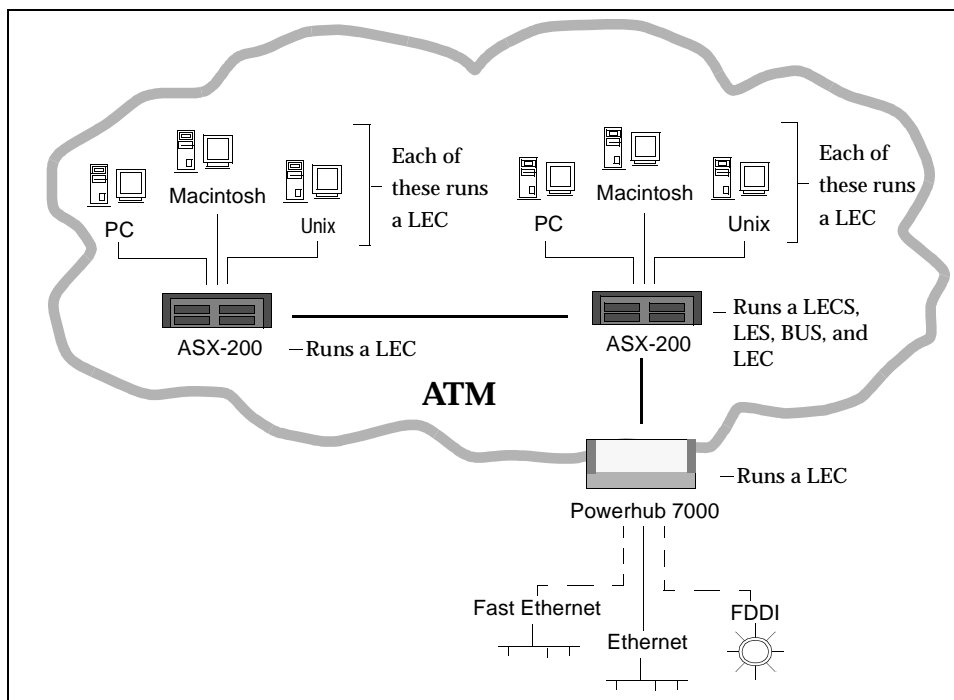 Each of
these runs
a LEC
Macintosh
PC
Unix
Each of
these runs
a LEC
Macintosh
PC
Unix
ASX-200
Runs a LEC
ASX-200
Runs a LECS,
LES, BUS, and
LEC
ATM
Runs a LEC
Powerhub 7000
Fast Ethernet
Ethernet
FDDI